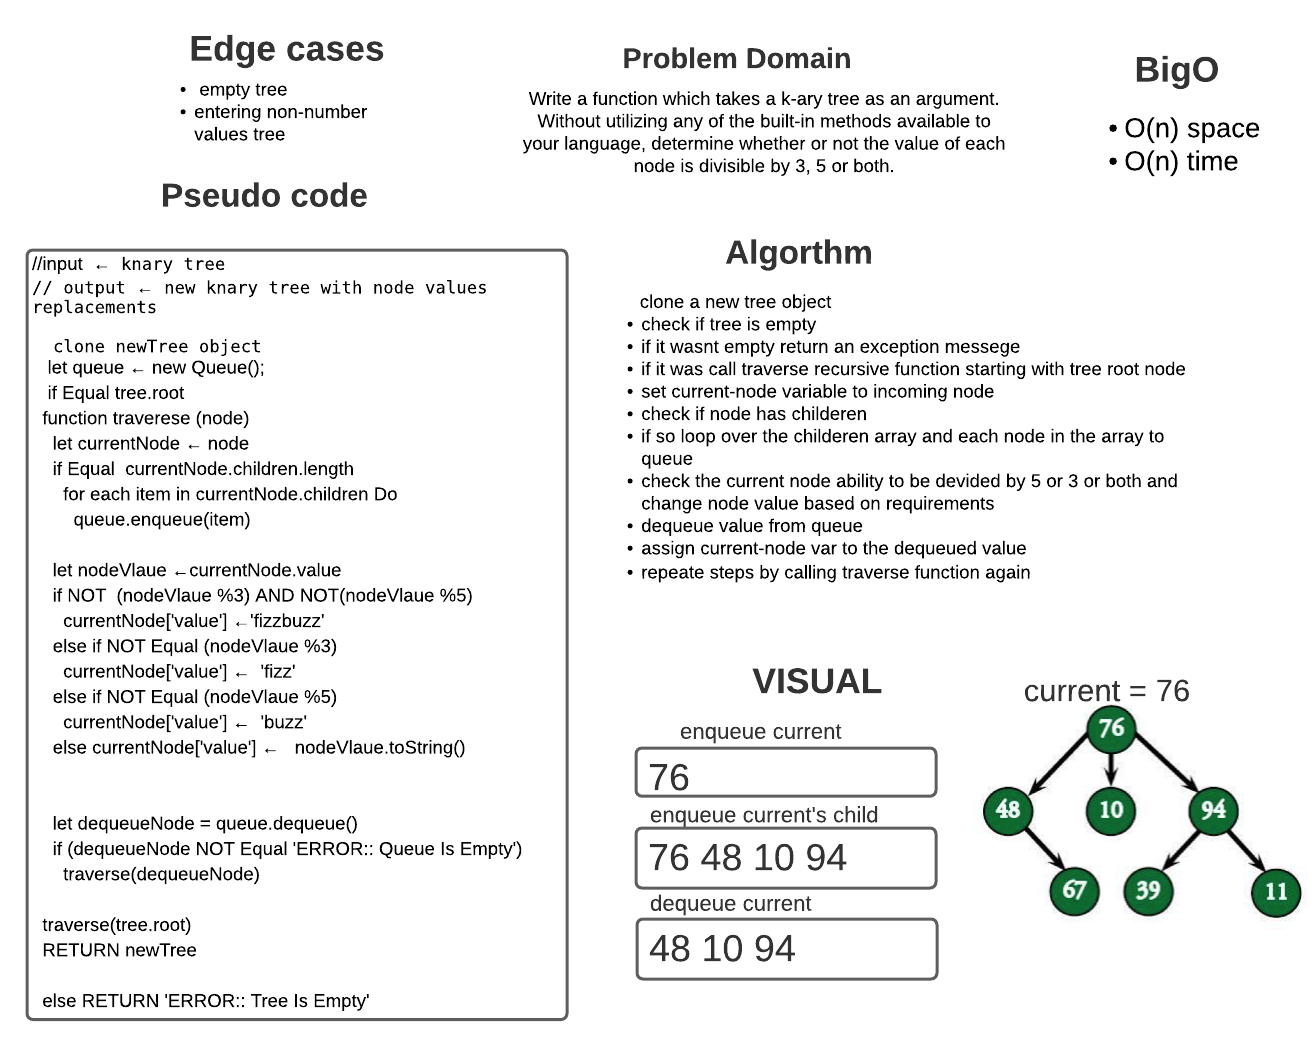 Edge cases
• empty tree
• entering non-number
values tree
Problem Domain
Write a function which takes a k-ary tree as an argument.
Without utilizing any of the built-in methods available to
your language, determine whether or not the value of each
node is divisible by 3, 5 or both.
BigO
• O(n) space
• O(n) time
Pseudo code
//input ← knary tree
// output ← new knary tree with node values
replacements
clone newTree object
let queue ← new Queue();
if Equal tree.root
function traverese (node)
let currentNode ← node
if Equal currentNode.children.length
for each item in currentNode.children Do
queue.enqueue(item)
let nodeVlaue ←currentNode.value
if NOT (nodeVlaue %3) AND NOT(nodeVlaue %5)
currentNode['value'] ←'fizzbuzz'
else if NOT Equal (nodeVlaue %3)
currentNode['value'] ← 'fizz'
else if NOT Equal (nodeVlaue %5)
currentNode['value'] ← 'buzz'
else currentNode['value'] ← nodeVlaue.toString()
let dequeueNode = queue.dequeue()
if (dequeueNode NOT Equal 'ERROR:: Queue Is Empty')
traverse(dequeueNode)
traverse(tree.root)
RETURN newTree
else RETURN 'ERROR:: Tree Is Empty'
Algorthm
clone a new tree object
• check if tree is empty
• if it wasnt empty return an exception messege
• if it was call traverse recursive function starting with tree root node
• set current-node variable to incoming node
• check if node has childeren
• if so loop over the childeren array and each node in the array to
queue
• check the current node ability to be devided by 5 or 3 or both and
change node value based on requirements
• dequeue value from queue
• assign current-node var to the dequeued value
• repeate steps by calling traverse function again
VISUAL
enqueue current
76
enqueue current's child
76 48 10 94
dequeue current
48 10 94
current = 76
76
48 10 94
67 39 11